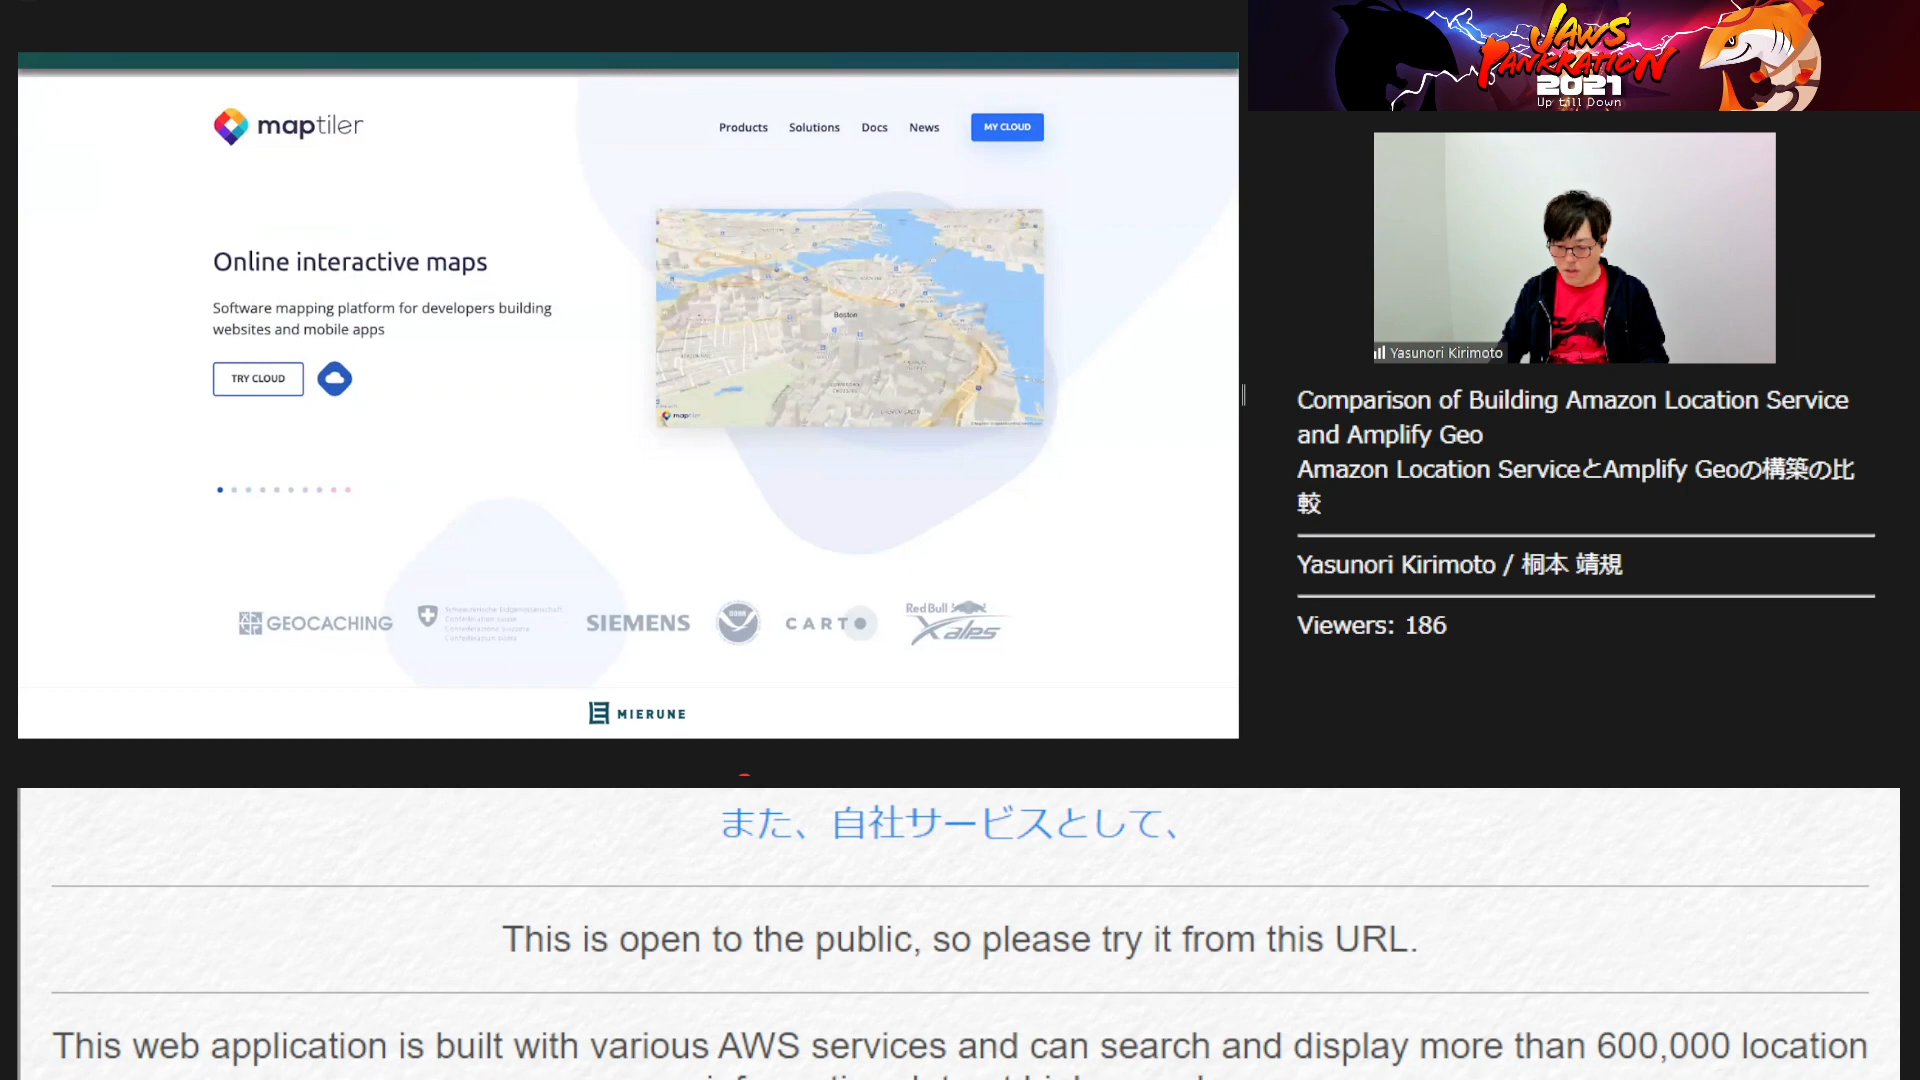 maptiler
Products Solutions Docs News MY CLOUD
Online interactive maps
Software mapping platform for developers building
websites and mobile apps
TRY CLOUD
Boston
maptiler
GEOCACHING
SIEMENS
CARTO
Red Bull
X-alps
MIERUNE
JAWS
PANKRATION
2021
Up till Down
Yasunori Kirimoto
Comparison of Building Amazon Location Service
and Amplify Geo
Amazon Location ServiceとAmplify Geoの構築の比
較
Yasunori Kirimoto / 桐本 靖規
Viewers: 186
また、自社サービスとして、
This is open to the public, so please try it from this URL.
This web application is built with various AWS services and can search and display more than 600,000 location